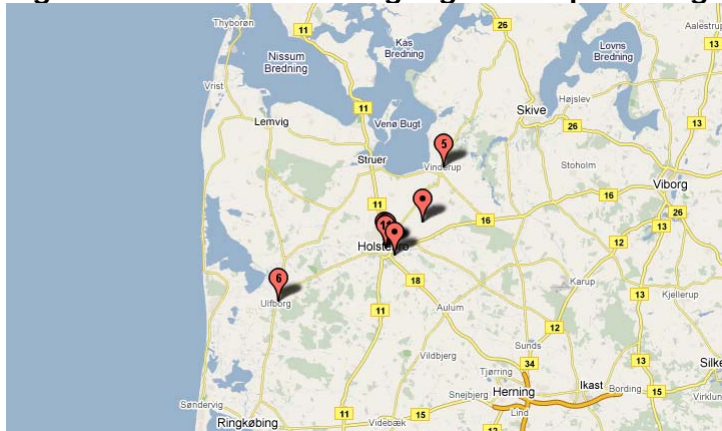 Thyborøn
Kås
Bredning
26
Lovns
Bredning
Aalestrup
Nissum
Bredning
11
13
Vrist
11
Højslev
Skive
Lemvig
Venø Bugt
26
13
Struer
5
Vinderup
Stoholm
Viborg
11
16
26
16
13
Holstebro
12
6
Ulfborg
18
Karup
13
Kjellerup
11
Aulum
12
Sunds
Vildbjerg
34
13
Tjørring
Silke
Herning
Ikast
Bording
15
Snejbjerg
Virklun
Søndervig
11
15
Lind
Ringkøbing
Videbæk
12